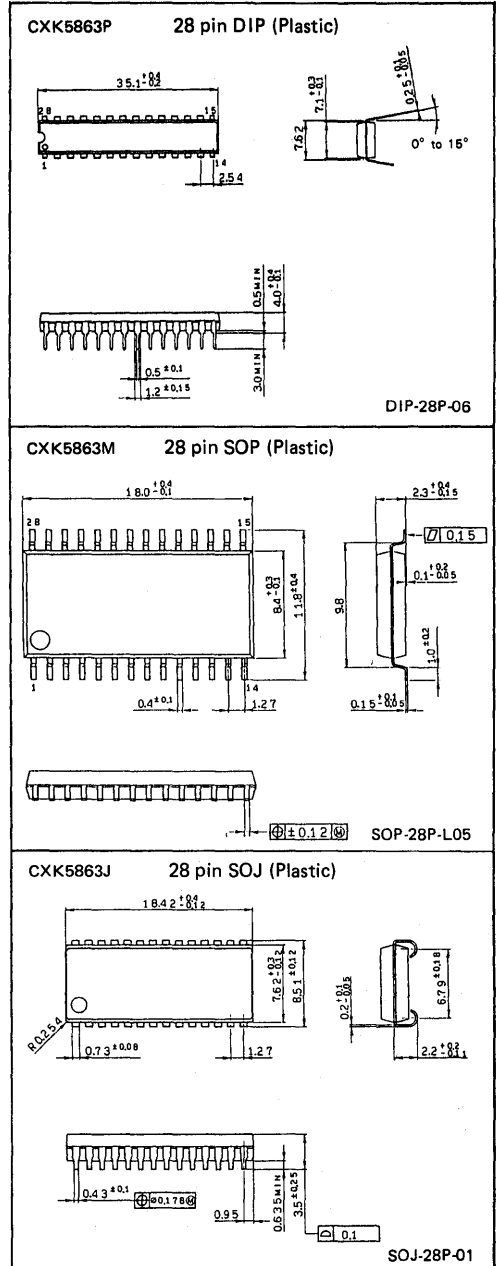 CXK5863P 28 pin DIP (Plastic)
35.1 +0.4 -0.2
28 15
1 14
2.54
7.62
7.1 +0.3 -0.1
0.25 +0.1 -0.05
0° to 15°
0.5 MIN
4.0 +0.4 -0.1
3.0 MIN
0.5 ±0.1
1.2 ±0.15
DIP-28P-06
CXK5863M 28 pin SOP (Plastic)
18.0 +0.4 -0.1
28 15
1 14
8.4 +0.3 -0.1
11.8 ±0.4
0.4 ±0.1
1.27
2.3 +0.4 -0.15
⏥ 0.15
0.1 +0.2 -0.05
9.8
1.0 ±0.2
0.15 +0.1 -0.05
⌖ ±0.12 Ⓜ
SOP-28P-L05
CXK5863J 28 pin SOJ (Plastic)
18.42 +0.4 -0.12
7.62 +0.3 -0.12
8.51 ±0.12
R0.254
0.73 ±0.08
1.27
0.2 +0.1 -0.05
6.79 ±0.18
2.2 +0.2 -0.11
0.43 ±0.1
⌖ ⌀0.178 Ⓜ
0.95
0.635 MIN
3.5 ±0.25
0.1
SOJ-28P-01